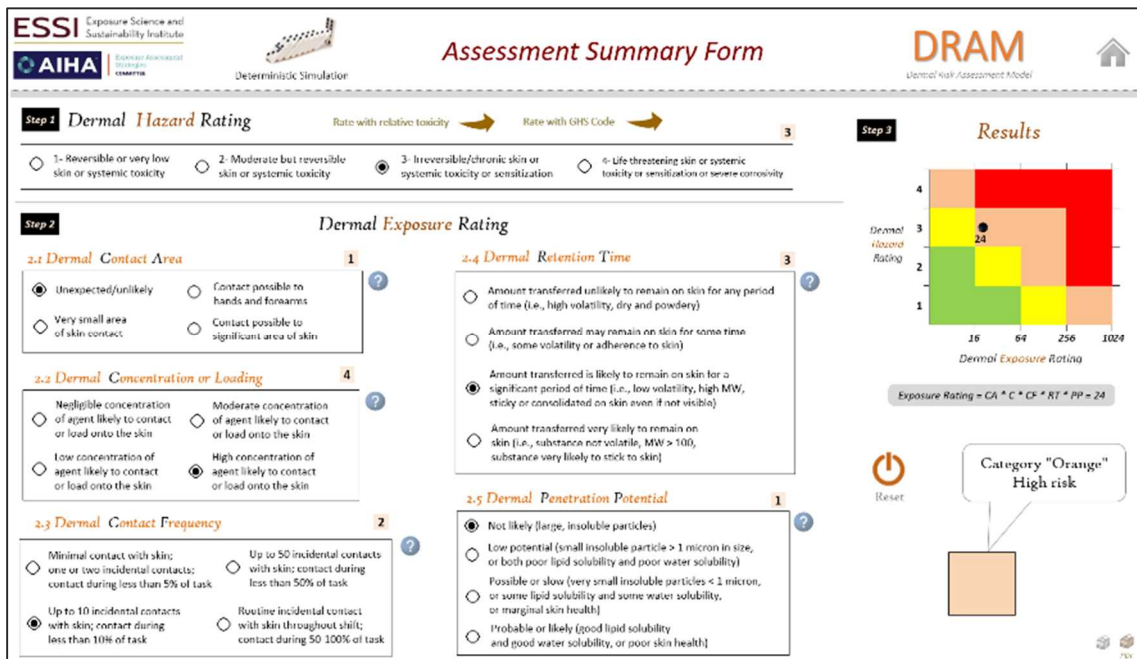 ESSI Exposure Science and
Sustainability Institute
AIHA Exposure Assessment
Strategies
COMMITTEE
Deterministic Simulation
Assessment Summary Form
DRAM
Dermal Risk Assessment Model
Step 1 Dermal Hazard Rating
Rate with relative toxicity
Rate with GHS Code
3
1- Reversible or very low
skin or systemic toxicity
2- Moderate but reversible
skin or systemic toxicity
3- Irreversible/chronic skin or
systemic toxicity or sensitization
4- Life threatening skin or systemic
toxicity or sensitization or severe corrosivity
Step 2 Dermal Exposure Rating
2.1 Dermal Contact Area 1
?
Unexpected/unlikely
Contact possible to
hands and forearms
Very small area
of skin contact
Contact possible to
significant area of skin
2.2 Dermal Concentration or Loading 4
?
Negligible concentration
of agent likely to contact
or load onto the skin
Moderate concentration
of agent likely to contact
or load onto the skin
Low concentration of
agent likely to contact
or load onto the skin
High concentration of
agent likely to contact
or load onto the skin
2.3 Dermal Contact Frequency 2
?
Minimal contact with skin;
one or two incidental contacts;
contact during less than 5% of task
Up to 50 incidental contacts
with skin; contact during
less than 50% of task
Up to 10 incidental contacts
with skin; contact during
less than 10% of task
Routine incidental contact
with skin throughout shift;
contact during 50 100% of task
2.4 Dermal Retention Time 3
?
Amount transferred unlikely to remain on skin for any period
of time (i.e., high volatility, dry and powdery)
Amount transferred may remain on skin for some time
(i.e., some volatility or adherence to skin)
Amount transferred is likely to remain on skin for a
significant period of time (i.e., low volatility, high MW,
sticky or consolidated on skin even if not visible)
Amount transferred very likely to remain on
skin (i.e., substance not volatile, MW > 100,
substance very likely to stick to skin)
2.5 Dermal Penetration Potential 1
?
Not likely (large, insoluble particles)
Low potential (small insoluble particle > 1 micron in size,
or both poor lipid solubility and poor water solubility)
Possible or slow (very small insoluble particles < 1 micron,
or some lipid solubility and some water solubility,
or marginal skin health)
Probable or likely (good lipid solubility
and good water solubility, or poor skin health)
Step 3 Results
4
3
2
1
Dermal
Hazard
Rating
24
16 64 256 1024
Dermal Exposure Rating
Exposure Rating = CA * C * CF * RT * PP = 24
Reset
Category "Orange"
High risk